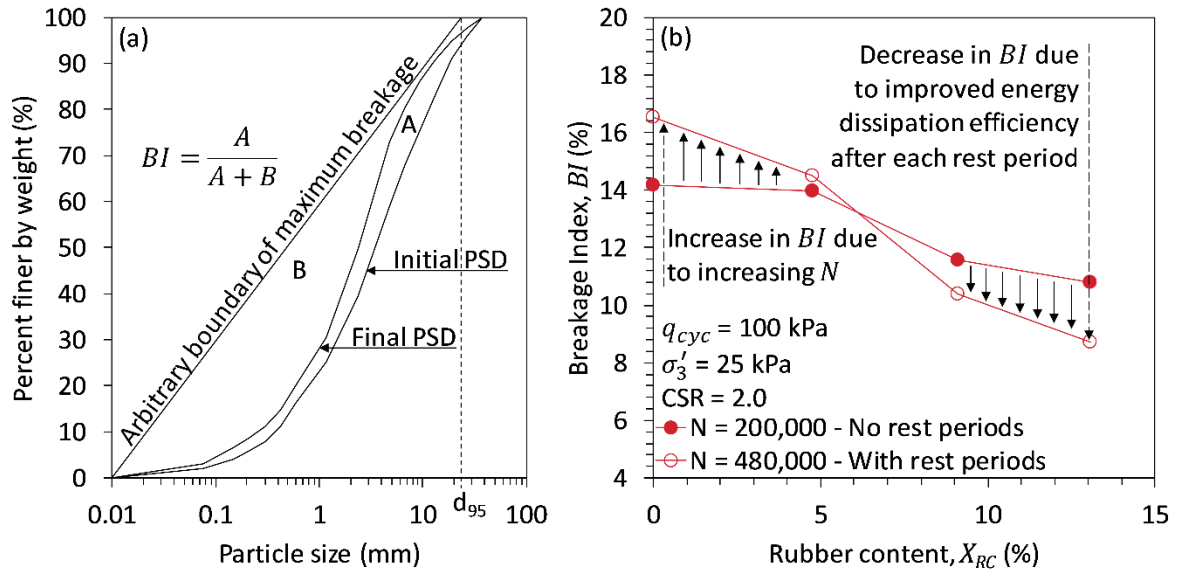 (a)
Percent finer by weight (%)
100
90
80
70
60
50
40
30
20
10
0
Arbitrary boundary of maximum breakage
BI = A / (A + B)
A
B
Initial PSD
Final PSD
0.01
0.1
1
10
100
d₉₅
Particle size (mm)
(b)
Breakage Index, BI (%)
20
18
16
14
12
10
8
6
4
Decrease in BI due
to improved energy
dissipation efficiency
after each rest period
Increase in BI due
to increasing N
q_cyc = 100 kPa
σ₃′ = 25 kPa
CSR = 2.0
N = 200,000 - No rest periods
N = 480,000 - With rest periods
0
5
10
15
Rubber content, X_RC (%)